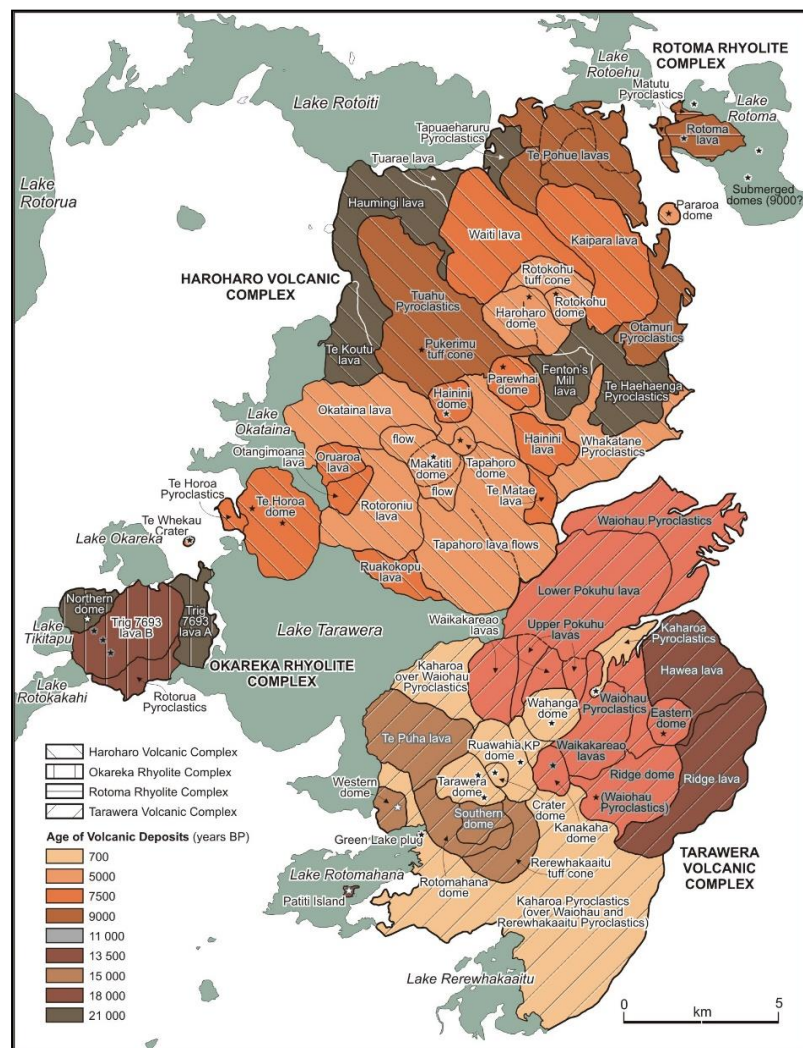 Lake
Rotoehu
ROTOMA RHYOLITE
COMPLEX
Matutu
Pyroclastics
Lake
Rotoma
Lake Rotoiti
Tapuaeharuru
Pyroclastics
Tuarae lava
Te Pohue lavas
Rotoma
lava
Lake
Rotorua
Haumingi lava
Submerged
domes (9000?)
Pararoa
dome
Waiti lava
Kaipara lava
HAROHARO VOLCANIC
COMPLEX
Rotokohu
tuff cone
Tuahu
Pyroclastics
Haroharo
dome
Rotokohu
dome
Otamuri
Pyroclastics
Te Koutu
lava
Pukerimu
tuff cone
Parewhai
dome
Fenton's
Mill
lava
Te Haehaenga
Pyroclastics
Lake
Okataina
Okataina lava
Hainini
dome
Otangimoana
lava
flow
Hainini
lava
Whakatane
Pyroclastics
Oruaroa
lava
Makatiti
dome
Tapahoro
dome
Te Horoa
Pyroclastics
flow
Te Matae
lava
Te Horoa
dome
Rotoroniu
lava
Waiohau Pyroclastics
Te Whekau
Crater
Lake Okareka
Tapahoro lava flows
Ruakokopu
lava
Lower Pokuhu lava
Northern
dome
Trig 7693
lava B
Trig
7693
lava A
Waikakareao
lavas
Upper Pokuhu
lavas
Lake
Tikitapu
Lake Tarawera
Kaharoa
Pyroclastics
Lake
Rotokakahi
Rotorua
Pyroclastics
OKAREKA RHYOLITE
COMPLEX
Kaharoa
over Waiohau
Pyroclastics
Hawea lava
Wahanga
dome
Waiohau
Pyroclastics
Eastern
dome
Te Puha lava
Ruawahia
dome
KP
Waikakareao
lavas
Ridge dome
Ridge lava
Western
dome
Tarawera
dome
(Waiohau
Pyroclastics)
Southern
dome
Crater
dome
Kanakaha
dome
Green Lake plug
TARAWERA
VOLCANIC
COMPLEX
Lake Rotomahana
Rotomahana
dome
Rerewhakaaitu
tuff cone
Patiti Island
Kaharoa Pyroclastics
(over Waiohau and
Rerewhakaaitu Pyroclastics)
Lake Rerewhakaaitu
Haroharo Volcanic Complex
Okareka Rhyolite Complex
Rotoma Rhyolite Complex
Tarawera Volcanic Complex
Age of Volcanic Deposits (years BP)
700
5000
7500
9000
11 000
13 500
15 000
18 000
21 000
0
5
km